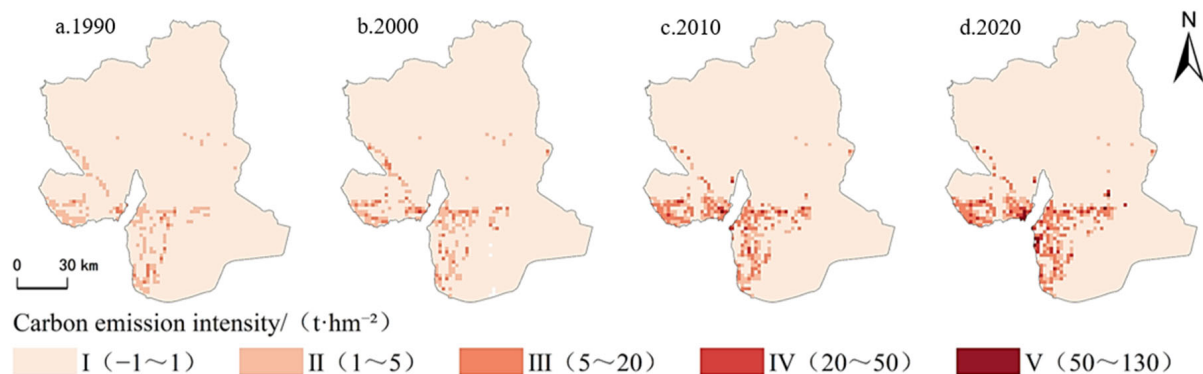 a.1990
b.2000
c.2010
d.2020
N
0 30 km
Carbon emission intensity/（t·hm⁻²）
I（−1～1） II（1～5） III（5～20） IV（20～50） V（50～130）